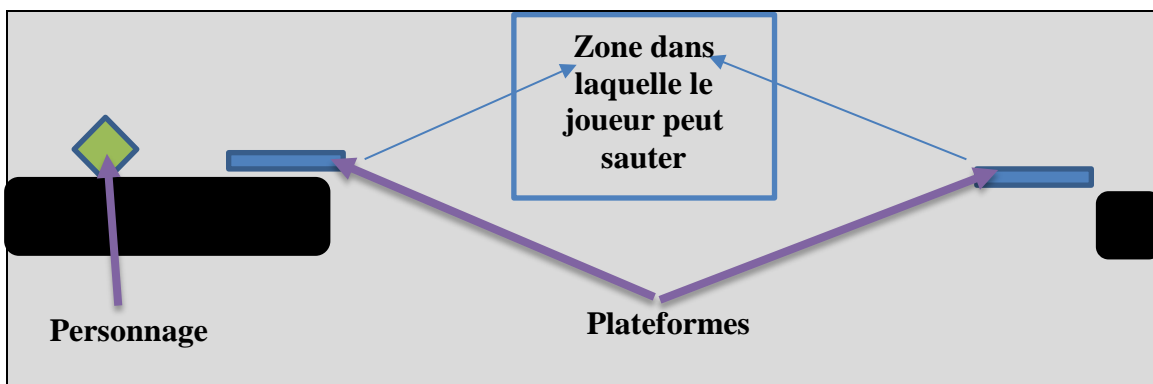 Zone dans
laquelle le
joueur peut
sauter
Personnage
Plateformes